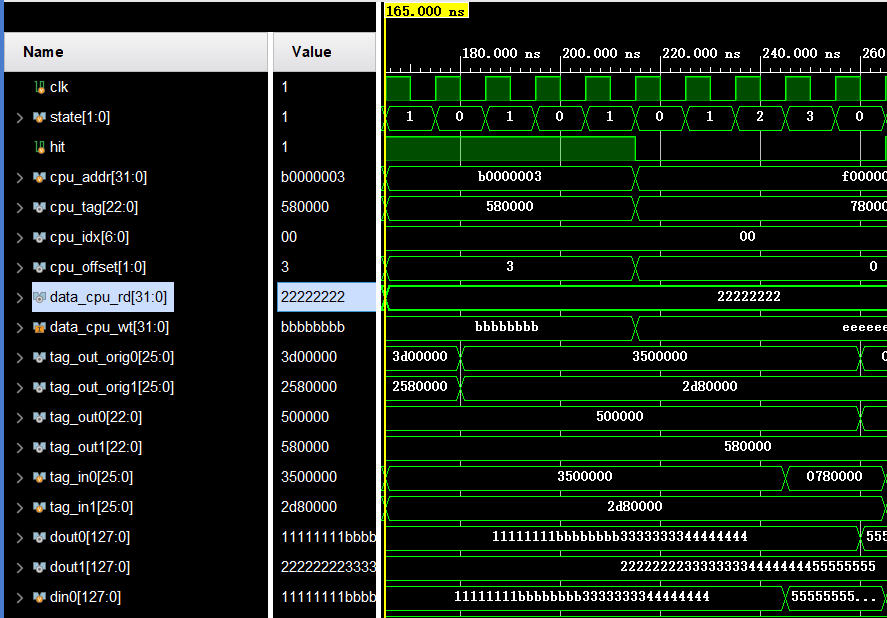 165.000 ns
180.000 ns 200.000 ns 220.000 ns 240.000 ns 260
Name Value
clk 1
state[1:0] 1 1 0 1 0 1 0 1 2 3 0
hit 1
cpu_addr[31:0] b0000003 b0000003 f00000
cpu_tag[22:0] 580000 580000 78000
cpu_idx[6:0] 00 00
cpu_offset[1:0] 3 3 0
data_cpu_rd[31:0] 22222222 22222222
data_cpu_wt[31:0] bbbbbbbb bbbbbbbb eeeeee
tag_out_orig0[25:0] 3d00000 3d00000 3500000
tag_out_orig1[25:0] 2580000 2580000 2d80000
tag_out0[22:0] 500000 500000
tag_out1[22:0] 580000 580000
tag_in0[25:0] 3500000 3500000 0780000
tag_in1[25:0] 2d80000 2d80000
dout0[127:0] 11111111bbbb 11111111bbbbbbbb3333333344444444 555
dout1[127:0] 222222223333 22222222333333334444444455555555
din0[127:0] 11111111bbbb 11111111bbbbbbbb3333333344444444 55555555...